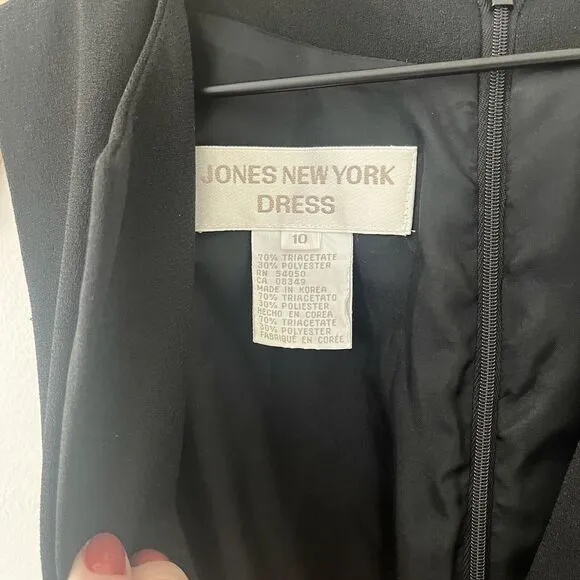 JONES NEW YORK
DRESS
10
70% TRIACETATE
30% POLYESTER
RN 54050
CA 08349
MADE IN KOREA
70% TRIACETATO
30% POLIESTER
HECHO EN COREA
70% TRIACETATE
30% POLYESTER
FABRIQUÉ EN CORÉE